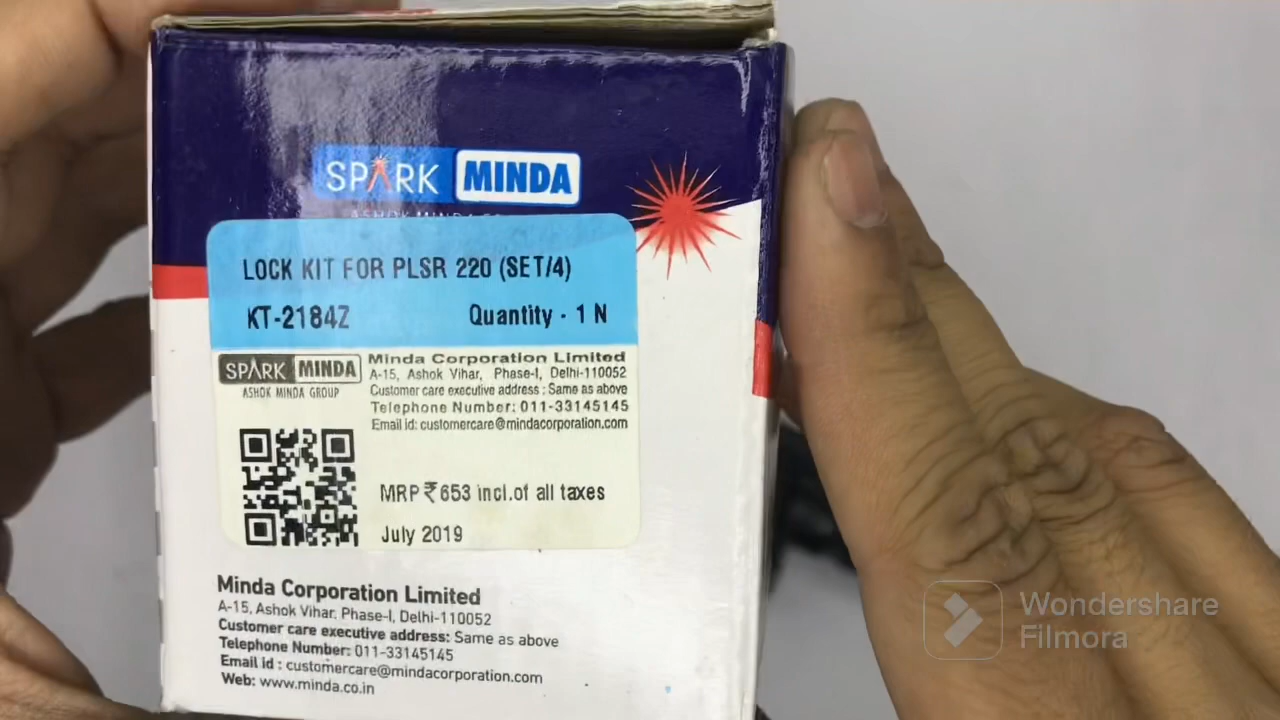 SPARK MINDA
LOCK KIT FOR PLSR 220 (SET/4)
KT-2184Z Quantity - 1 N
SPARK MINDA
ASHOK MINDA GROUP
Minda Corporation Limited
A-15, Ashok Vihar, Phase-I, Delhi-110052
Customer care executive address : Same as above
Telephone Number: 011-33145145
Email id: customercare@mindacorporation.com
MRP ₹ 653 incl.of all taxes
July 2019
Minda Corporation Limited
A-15, Ashok Vihar, Phase-I, Delhi-110052
Customer care executive address: Same as above
Telephone Number: 011-33145145
Email id : customercare@mindacorporation.com
Web: www.minda.co.in
Wondershare
Filmora